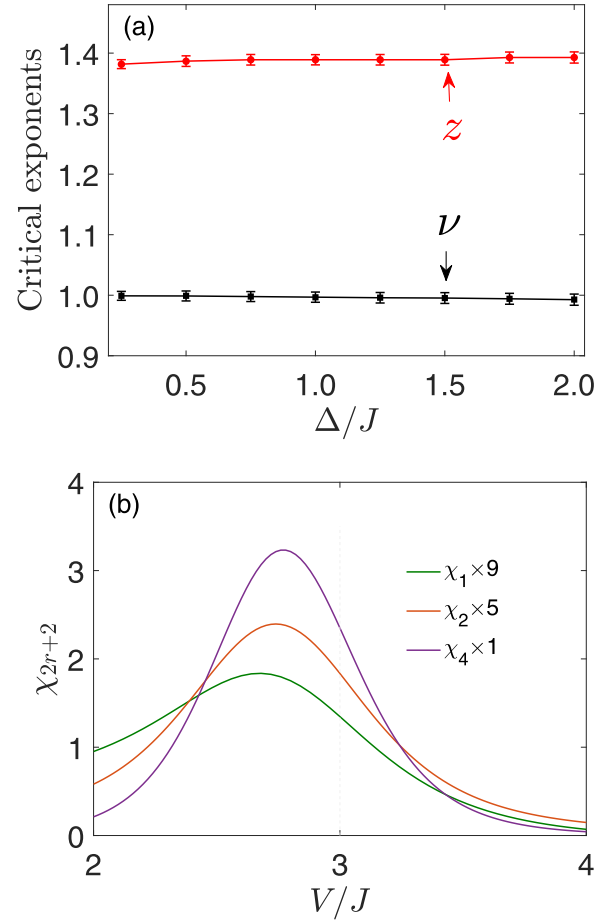 (a)
1.4
1.3
1.2
1.1
1.0
0.9
Critical exponents
z
ν
0.5 1.0 1.5 2.0
Δ/J
(b)
4
3
2
1
0
χ2r+2
χ1×9
χ2×5
χ4×1
2 3 4
V/J